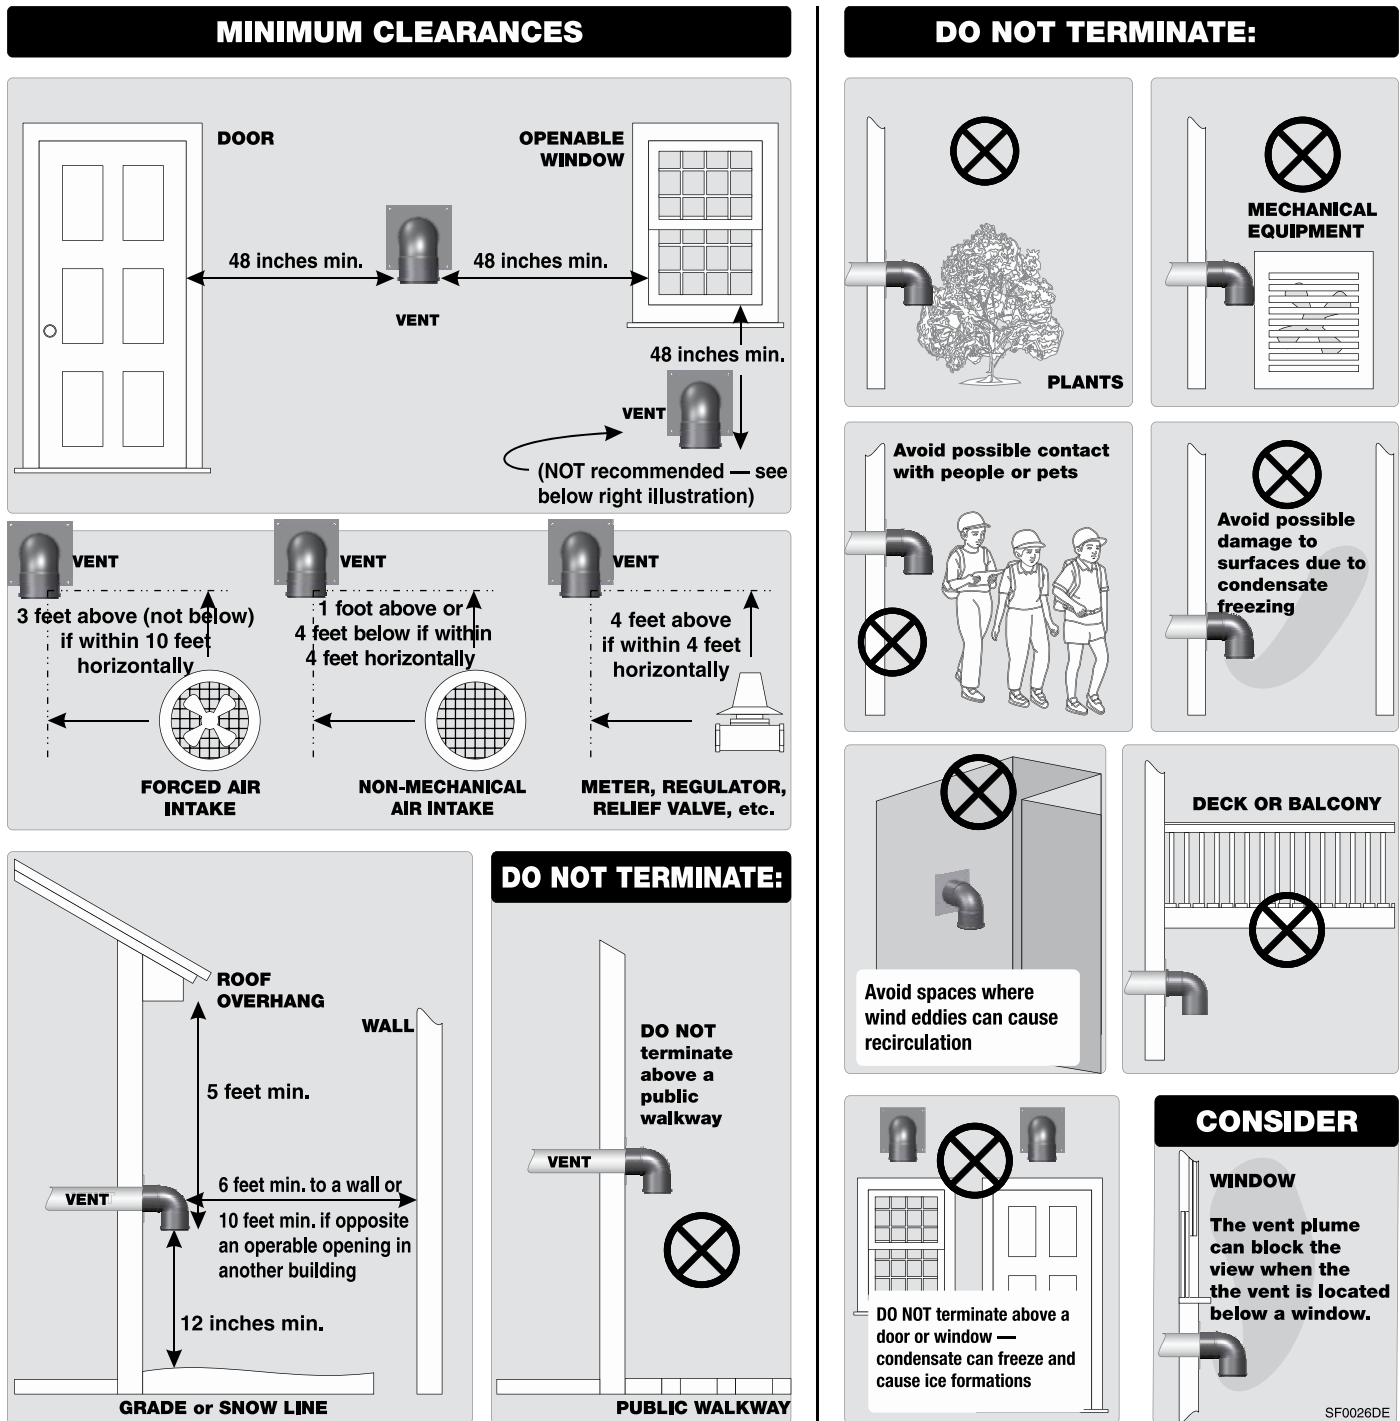 MINIMUM CLEARANCES
DOOR
OPENABLE
WINDOW
48 inches min.
48 inches min.
VENT
48 inches min.
VENT
(NOT recommended — see
below right illustration)
VENT
3 feet above (not below)
if within 10 feet
horizontally
FORCED AIR
INTAKE
VENT
1 foot above or
4 feet below if within
4 feet horizontally
NON-MECHANICAL
AIR INTAKE
VENT
4 feet above
if within 4 feet
horizontally
METER, REGULATOR,
RELIEF VALVE, etc.
ROOF
OVERHANG
WALL
5 feet min.
VENT
6 feet min. to a wall or
10 feet min. if opposite
an operable opening in
another building
12 inches min.
GRADE or SNOW LINE
DO NOT TERMINATE:
DO NOT
terminate
above a
public
walkway
VENT
PUBLIC WALKWAY
DO NOT TERMINATE:
PLANTS
MECHANICAL
EQUIPMENT
Avoid possible contact
with people or pets
Avoid possible
damage to
surfaces due to
condensate
freezing
Avoid spaces where
wind eddies can cause
recirculation
DECK OR BALCONY
DO NOT terminate above a
door or window —
condensate can freeze and
cause ice formations
CONSIDER
WINDOW
The vent plume
can block the
view when the
the vent is located
below a window.
SF0026DE